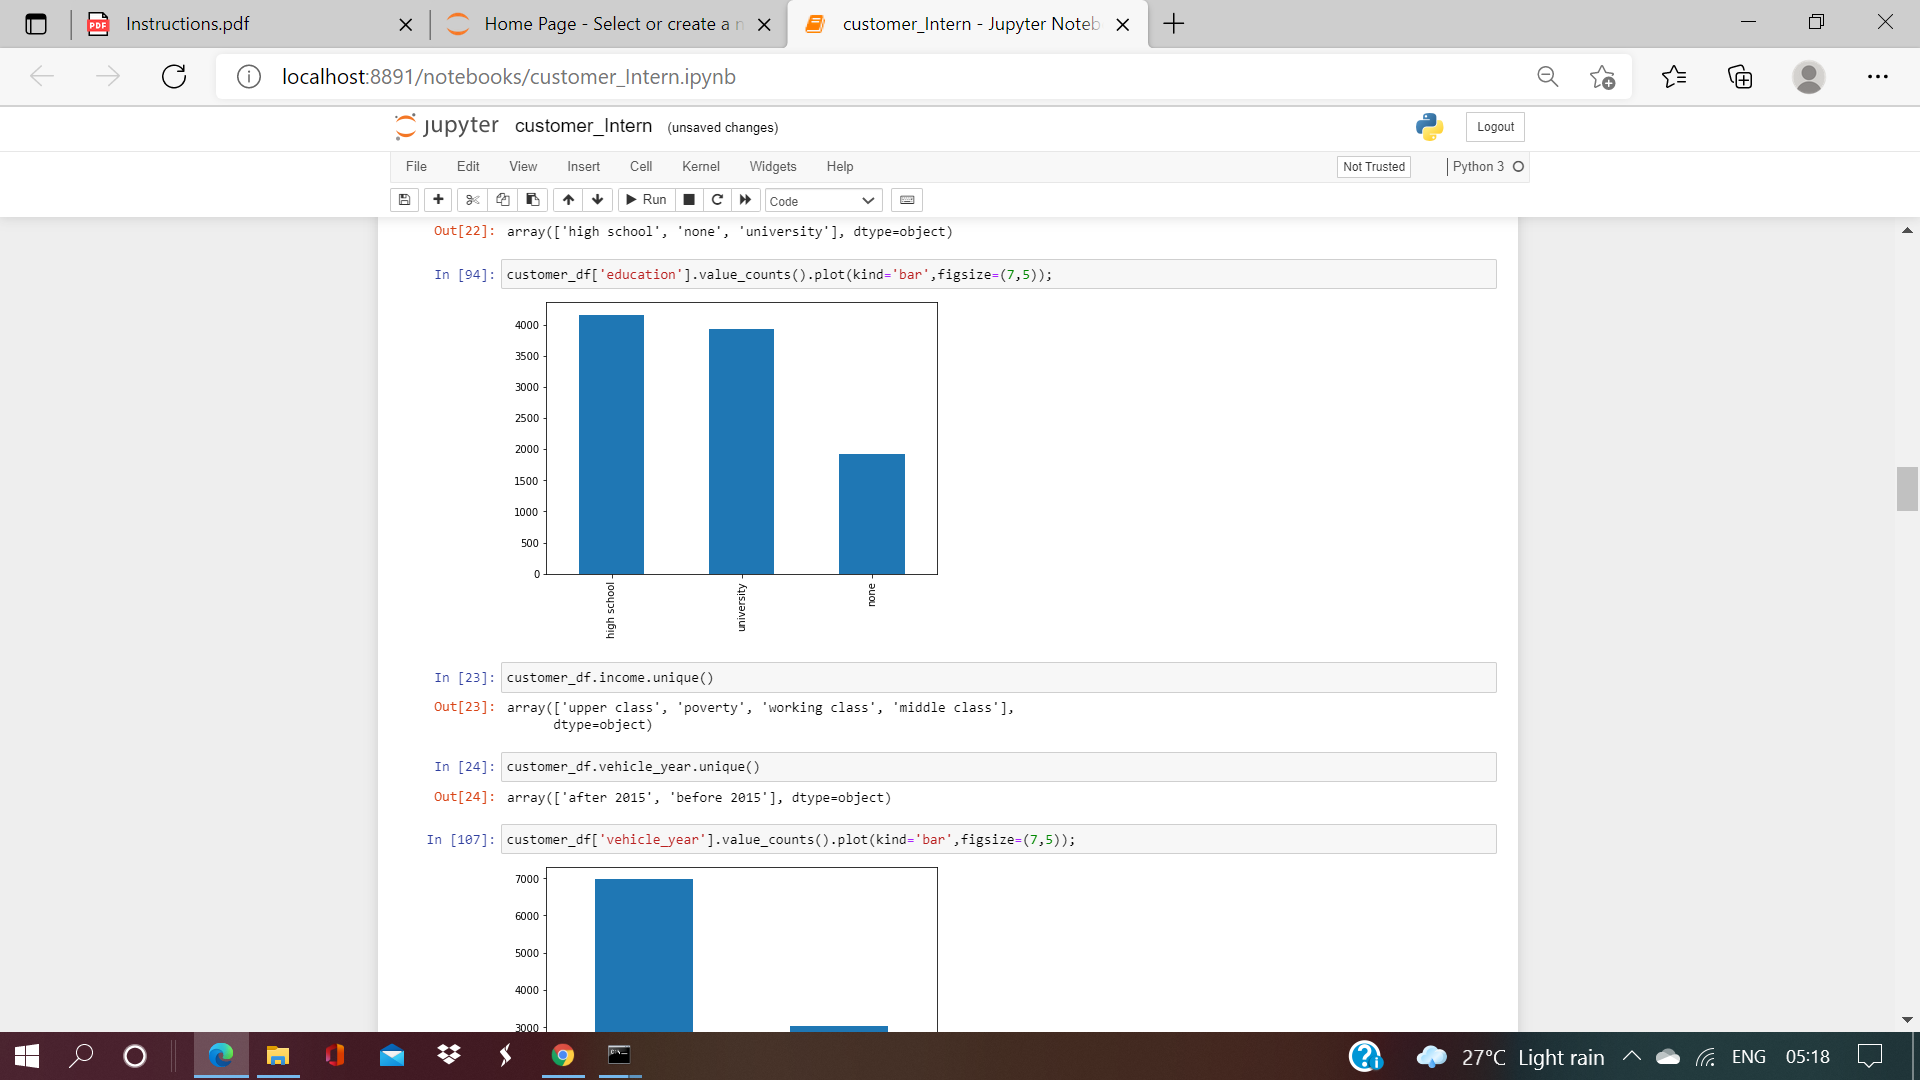 Instructions.pdf
Home Page - Select or create a n
customer_Intern - Jupyter Noteb
localhost:8891/notebooks/customer_Intern.ipynb
jupyter customer_Intern (unsaved changes)
Logout
File Edit View Insert Cell Kernel Widgets Help
Not Trusted
Python 3
Run
Code
Out[22]: array(['high school', 'none', 'university'], dtype=object)
In [94]: customer_df['education'].value_counts().plot(kind='bar',figsize=(7,5));
4000
3500
3000
2500
2000
1500
1000
500
0
high school
university
none
In [23]: customer_df.income.unique()
Out[23]: array(['upper class', 'poverty', 'working class', 'middle class'],
dtype=object)
In [24]: customer_df.vehicle_year.unique()
Out[24]: array(['after 2015', 'before 2015'], dtype=object)
In [107]: customer_df['vehicle_year'].value_counts().plot(kind='bar',figsize=(7,5));
7000
6000
5000
4000
3000
27°C Light rain
ENG
05:18